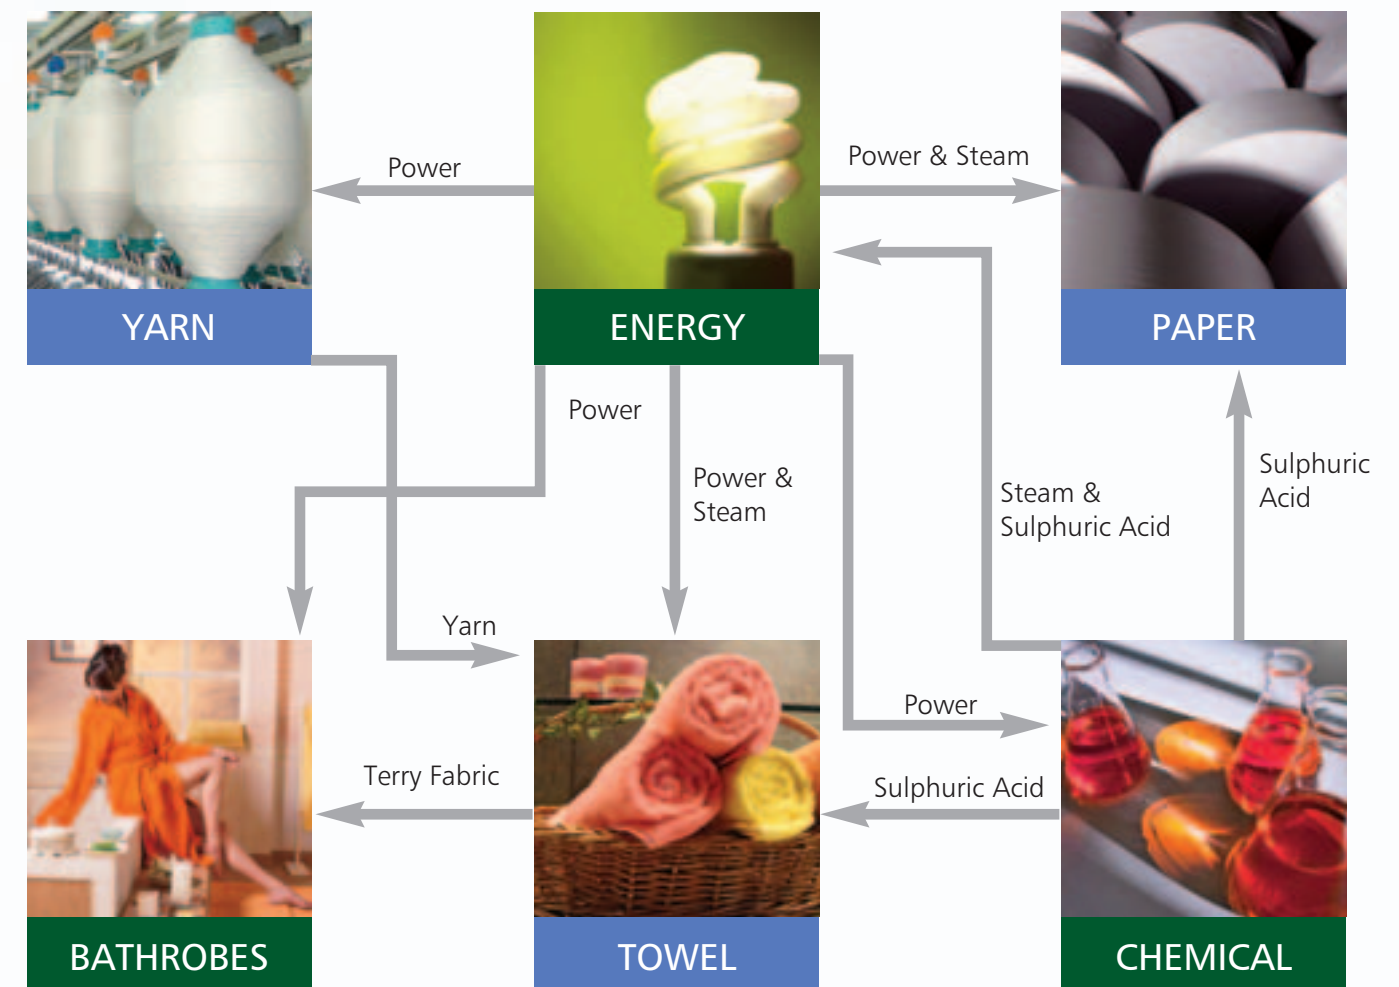 Power
Power & Steam
YARN
ENERGY
PAPER
Power
Power &
Steam
Steam &
Sulphuric Acid
Sulphuric
Acid
Yarn
Power
Terry Fabric
Sulphuric Acid
BATHROBES
TOWEL
CHEMICAL